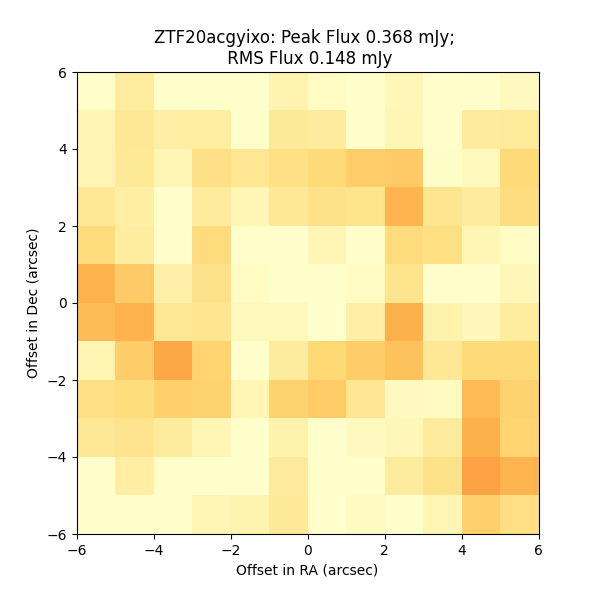 ZTF20acgyixo: Peak Flux 0.368 mJy;
RMS Flux 0.148 mJy
6
4
2
0
−2
−4
−6
Offset in Dec (arcsec)
−6 −4 −2 0 2 4 6
Offset in RA (arcsec)